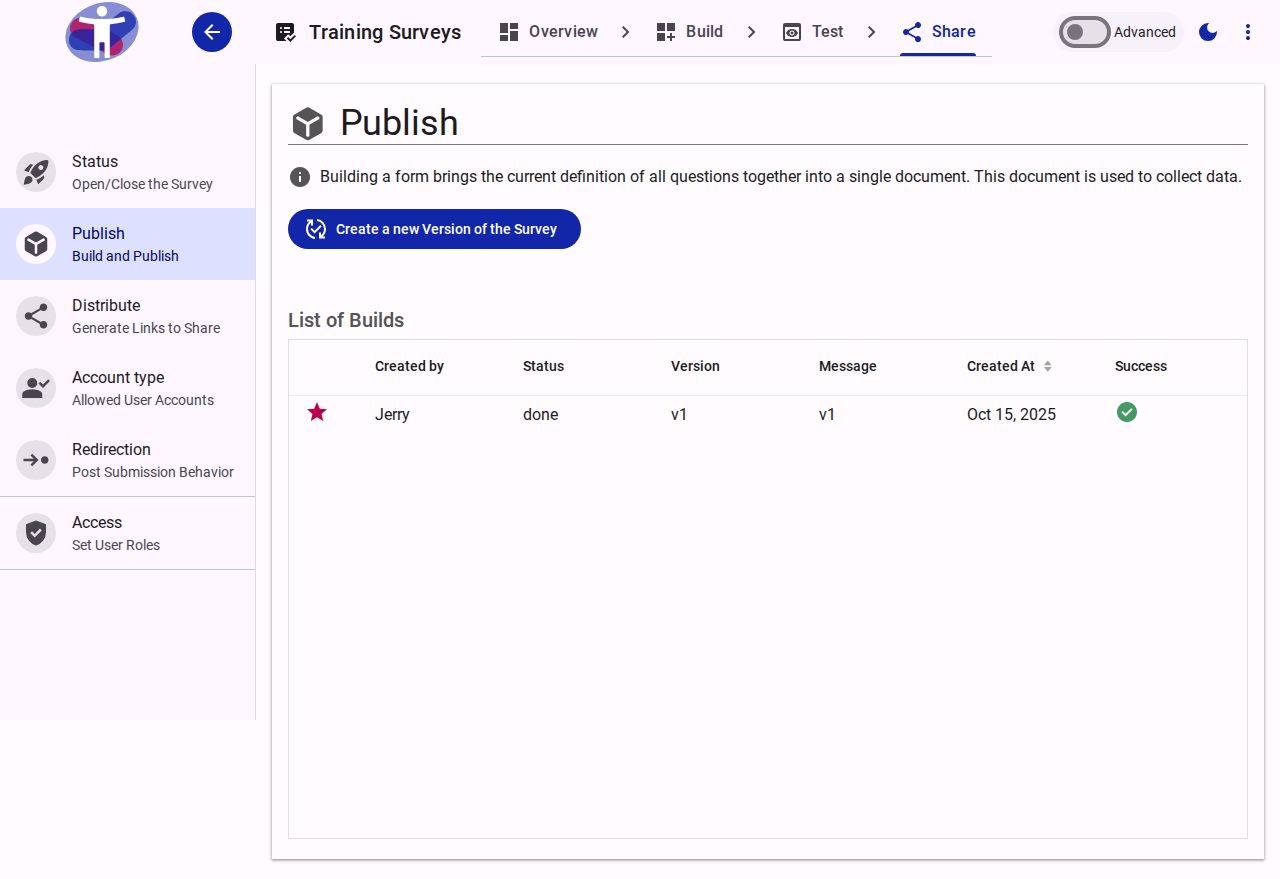 Training Surveys
Overview
Build
Test
Share
Advanced
Status
Open/Close the Survey
Publish
Build and Publish
Distribute
Generate Links to Share
Account type
Allowed User Accounts
Redirection
Post Submission Behavior
Access
Set User Roles
Publish
Building a form brings the current definition of all questions together into a single document. This document is used to collect data.
Create a new Version of the Survey
List of Builds
Created by Status Version Message Created At Success
Jerry done v1 v1 Oct 15, 2025